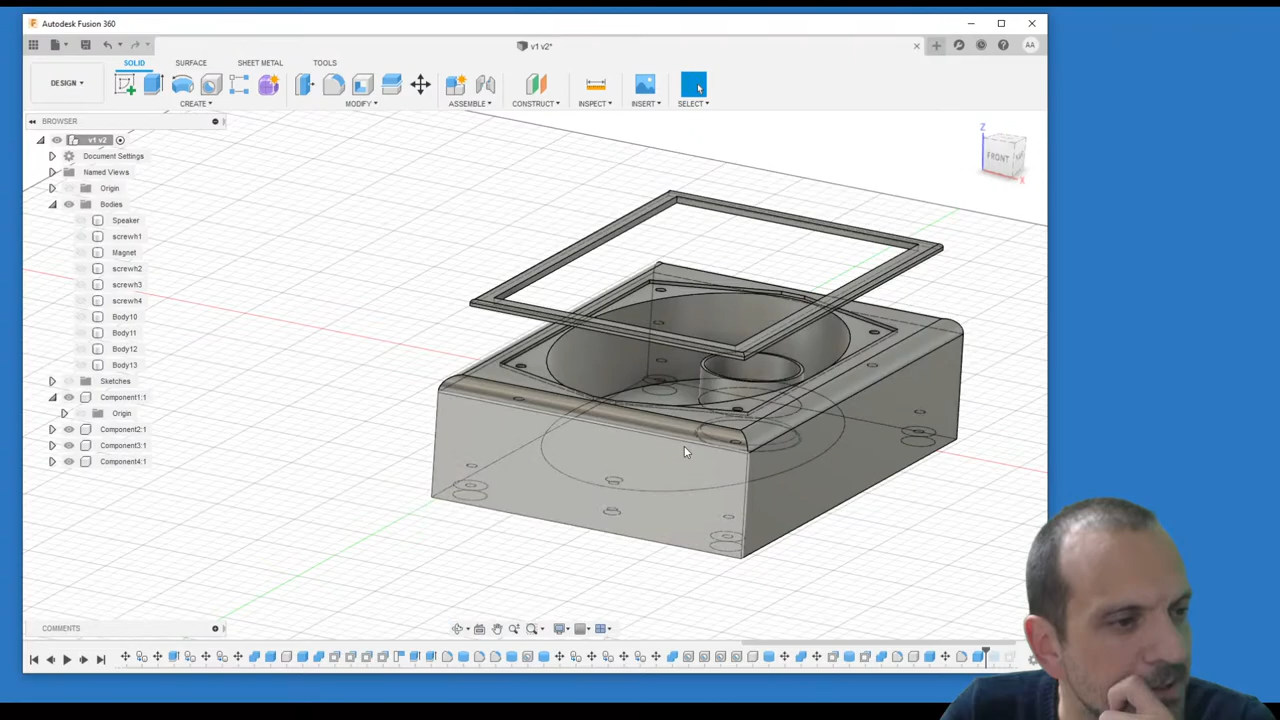 Autodesk Fusion 360
v1 v2*
AA
DESIGN
SOLID
SURFACE
SHEET METAL
TOOLS
CREATE
MODIFY
ASSEMBLE
CONSTRUCT
INSPECT
INSERT
SELECT
BROWSER
v1 v2
Document Settings
Named Views
Origin
Bodies
Speaker
screwh1
Magnet
screwh2
screwh3
screwh4
Body10
Body11
Body12
Body13
Sketches
Component1:1
Origin
Component2:1
Component3:1
Component4:1
Z
FRONT
X
COMMENTS